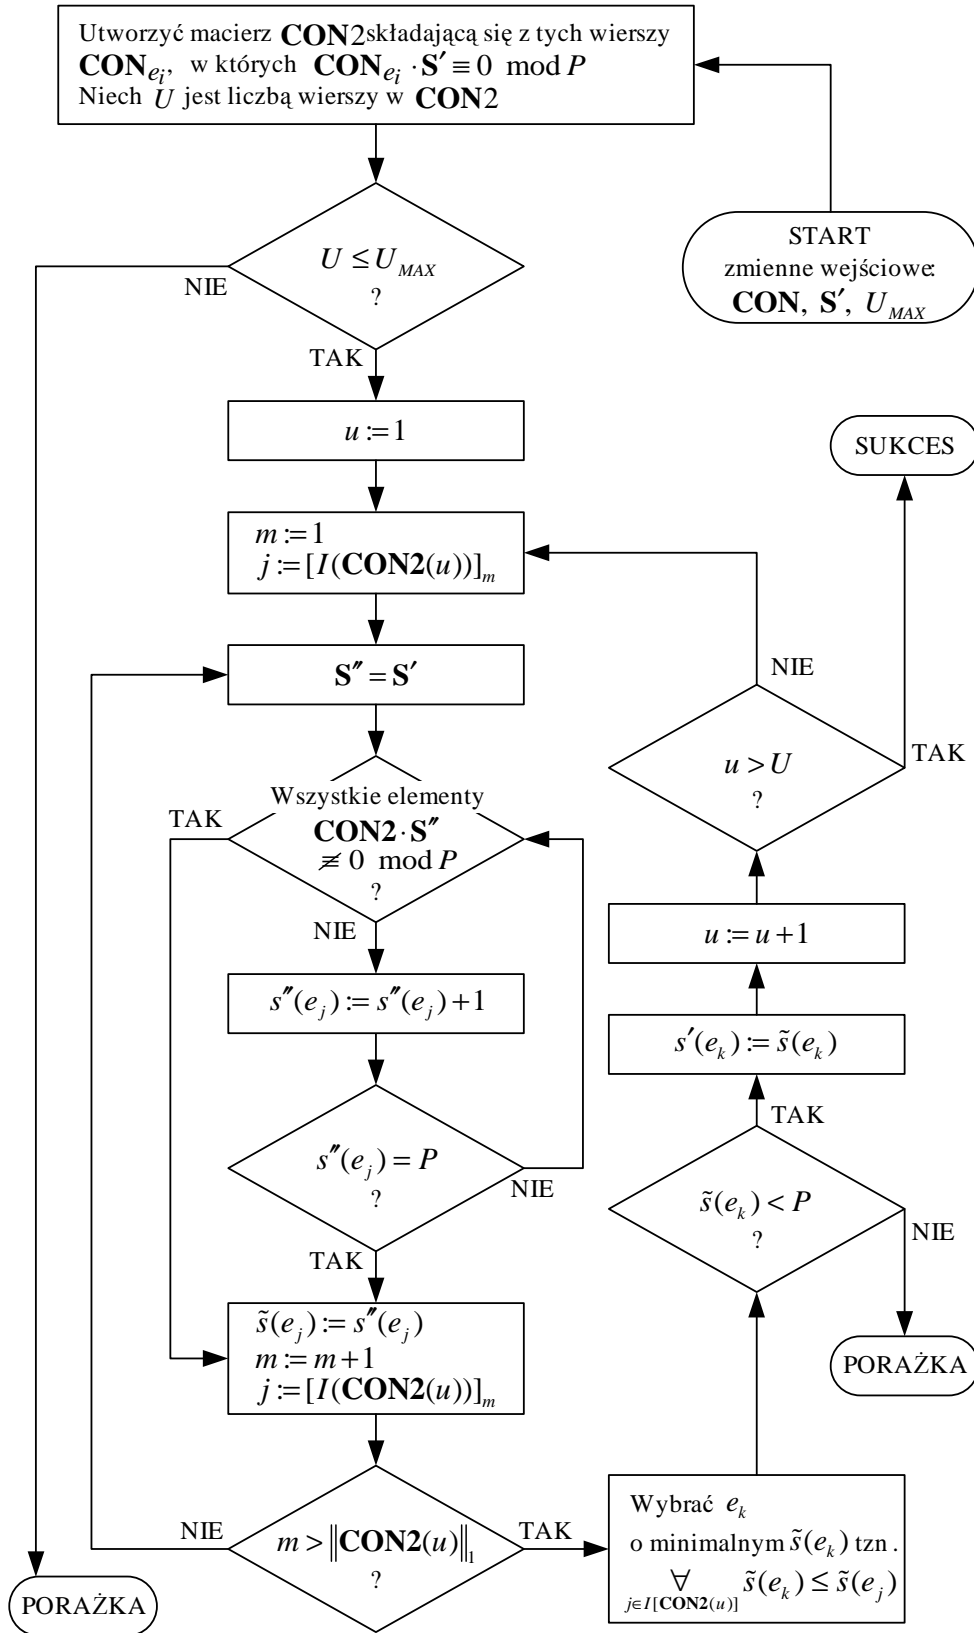 Utworzyć macierz CON2składającą się z tych wierszy
CON_{e_i}, w których CON_{e_i} · S′ ≡ 0 mod P
Niech U jest liczbą wierszy w CON2
START
zmienne wejściowe:
CON, S′, U_{MAX}
U ≤ U_{MAX}
?
NIE
TAK
u := 1
SUKCES
m := 1
j := [I(CON2(u))]_m
S″ = S′
NIE
u > U
?
TAK
Wszystkie elementy
CON2 · S″
≢ 0 mod P
?
TAK
NIE
u := u + 1
s″(e_j) := s″(e_j) + 1
s′(e_k) := s̃(e_k)
TAK
s″(e_j) = P
?
NIE
TAK
s̃(e_k) < P
?
NIE
s̃(e_j) := s″(e_j)
m := m + 1
j := [I(CON2(u))]_m
PORAŻKA
m > ‖CON2(u)‖_1
?
NIE
TAK
Wybrać e_k
o minimalnym s̃(e_k) tzn.
∀ s̃(e_k) ≤ s̃(e_j)
j∈I[CON2(u)]
PORAŻKA